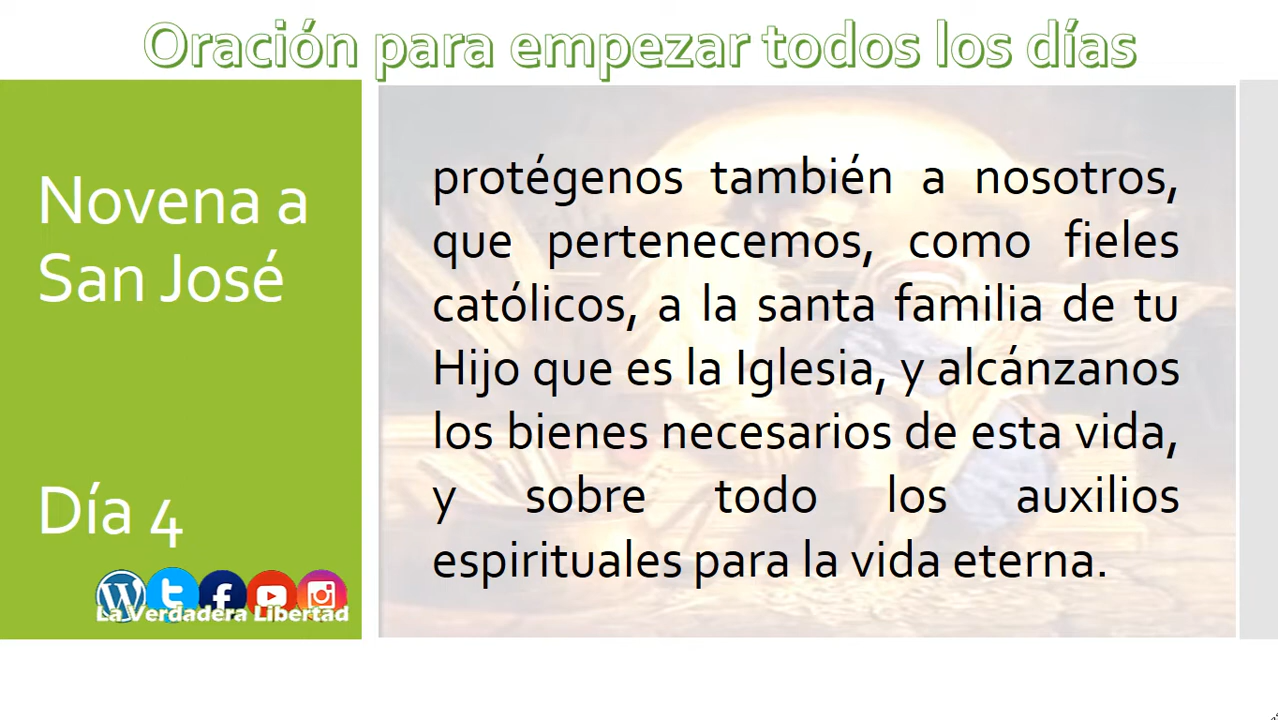 Oración para empezar todos los días
Novena a
San José
Día 4
La Verdadera Libertad
protégenos también a nosotros,
que pertenecemos, como fieles
católicos, a la santa familia de tu
Hijo que es la Iglesia, y alcánzanos
los bienes necesarios de esta vida,
y sobre todo los auxilios
espirituales para la vida eterna.